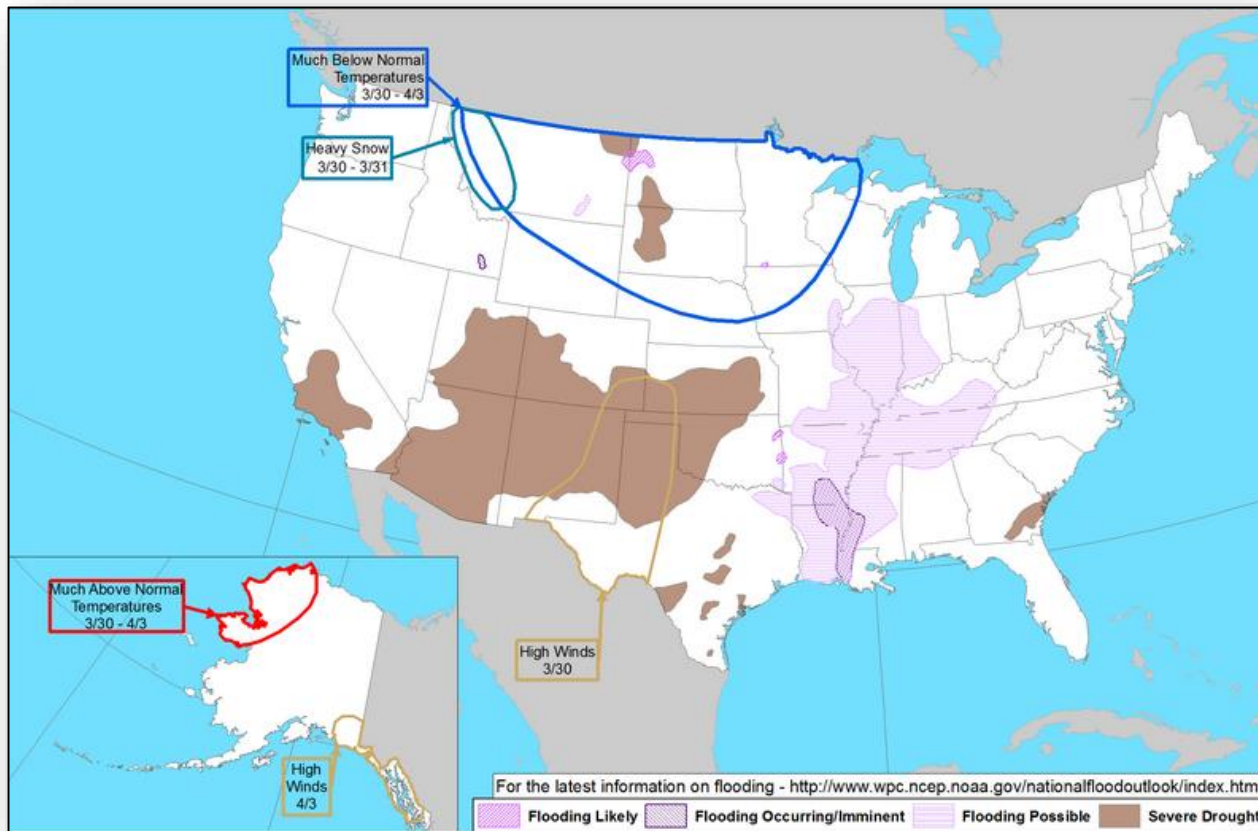 Much Below Normal
Temperatures
3/30 - 4/3
Heavy Snow
3/30 - 3/31
Much Above Normal
Temperatures
3/30 - 4/3
High Winds
3/30
High
Winds
4/3
For the latest information on flooding - http://www.wpc.ncep.noaa.gov/nationalfloodoutlook/index.htm
Flooding Likely
Flooding Occurring/Imminent
Flooding Possible
Severe Drought